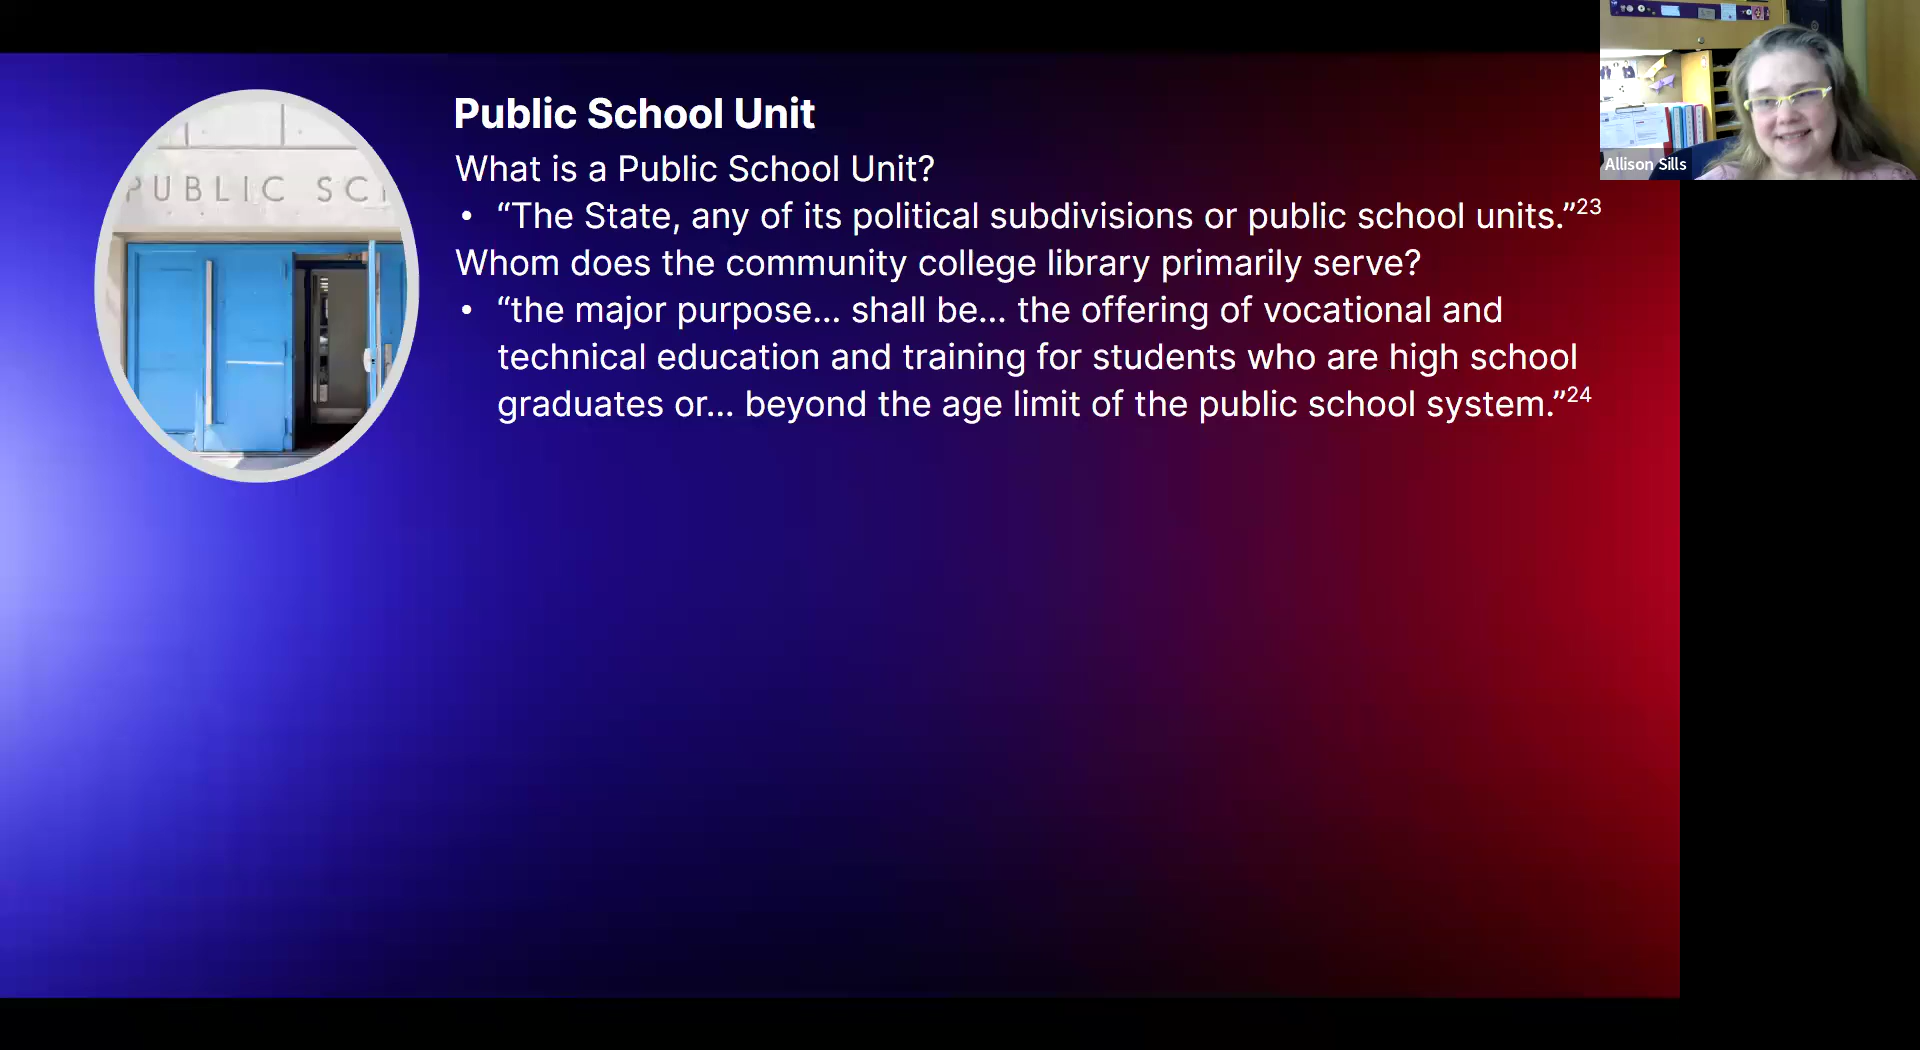 PUBLIC SC
Public School Unit
What is a Public School Unit?
• “The State, any of its political subdivisions or public school units.”23
Whom does the community college library primarily serve?
• “the major purpose... shall be... the offering of vocational and
technical education and training for students who are high school
graduates or... beyond the age limit of the public school system.”24
Allison Sills